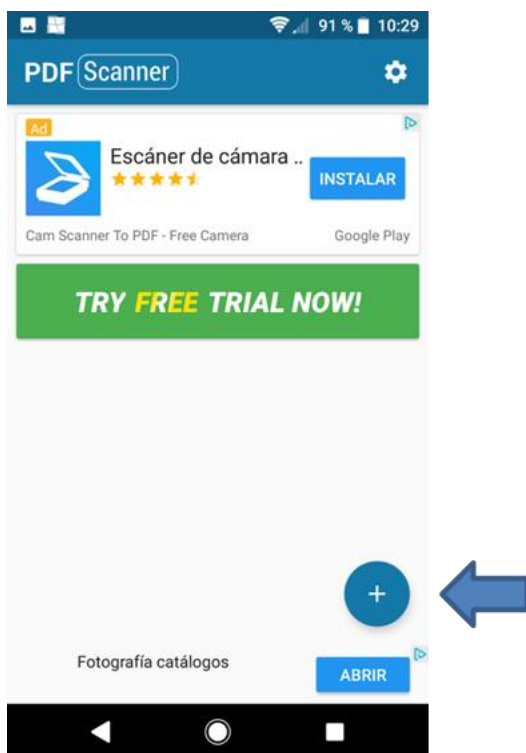 91 % 10:29
PDF Scanner
Ad
Escáner de cámara ..
INSTALAR
Cam Scanner To PDF - Free Camera Google Play
TRY FREE TRIAL NOW!
+
Fotografía catálogos
ABRIR